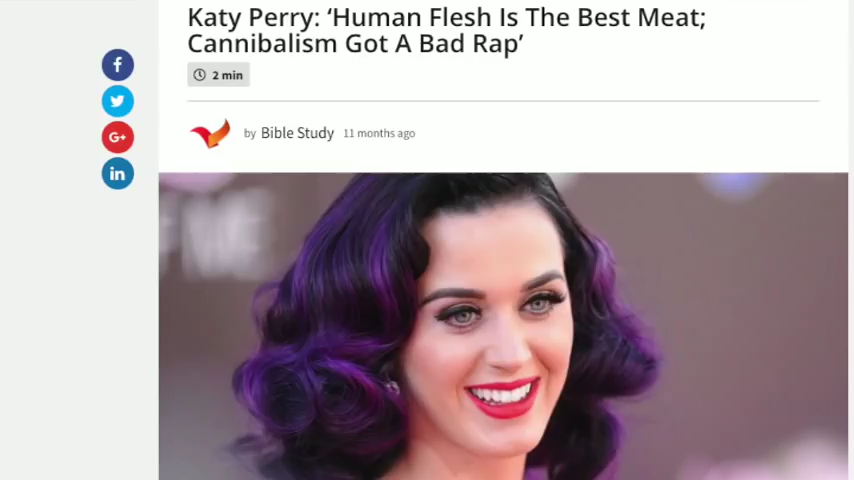 Katy Perry: ‘Human Flesh Is The Best Meat;
Cannibalism Got A Bad Rap’
2 min
by Bible Study 11 months ago
f
G+
in